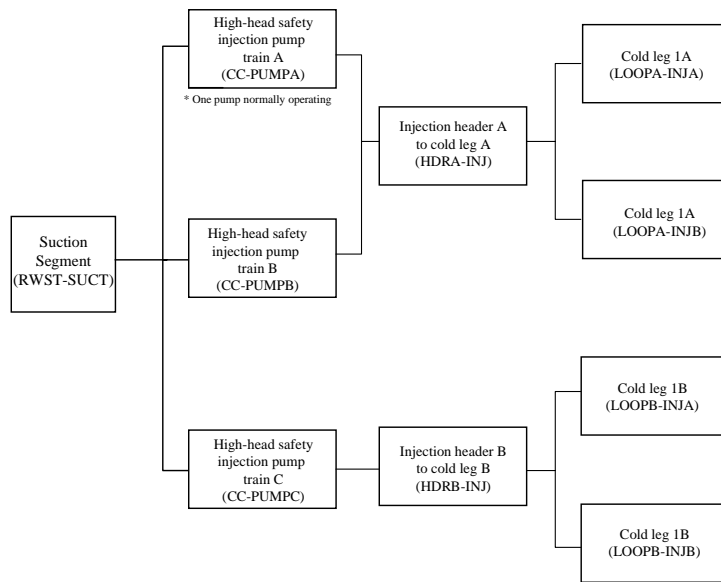 High-head safety
injection pump
train A
(CC-PUMPA)
* One pump normally operating
Cold leg 1A
(LOOPA-INJA)
Injection header A
to cold leg A
(HDRA-INJ)
Cold leg 1A
(LOOPA-INJB)
Suction
Segment
(RWST-SUCT)
High-head safety
injection pump
train B
(CC-PUMPB)
Cold leg 1B
(LOOPB-INJA)
High-head safety
injection pump
train C
(CC-PUMPC)
Injection header B
to cold leg B
(HDRB-INJ)
Cold leg 1B
(LOOPB-INJB)